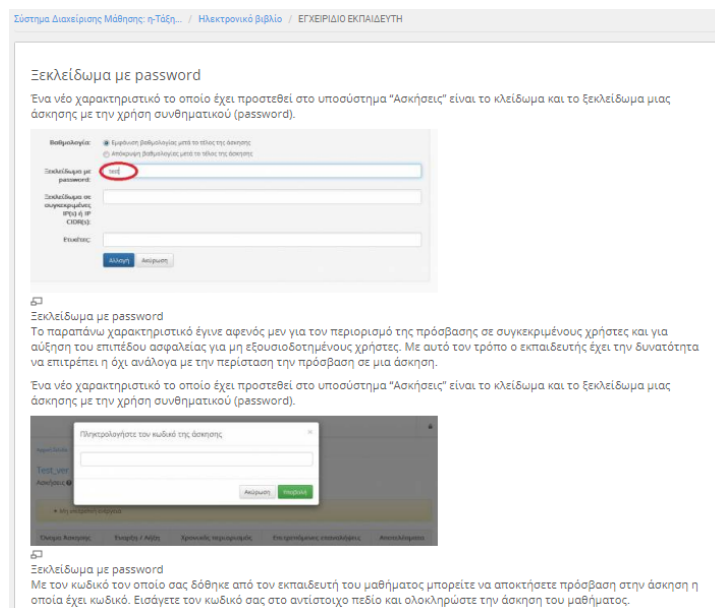 Σύστημα Διαχείρισης Μάθησης: η-Τάξη... / Ηλεκτρονικό βιβλίο / ΕΓΧΕΙΡΙΔΙΟ ΕΚΠΑΙΔΕΥΤΗ
Ξεκλείδωμα με password
Ένα νέο χαρακτηριστικό το οποίο έχει προστεθεί στο υποσύστημα “Ασκήσεις” είναι το κλείδωμα και το ξεκλείδωμα μιας
άσκησης με την χρήση συνθηματικού (password).
Βαθμολογία: Εμφάνιση βαθμολογίας μετά το τέλος της άσκησης
Απόκρυψη βαθμολογίας μετά το τέλος της άσκησης
Ξεκλείδωμα με test
password:
Ξεκλείδωμα σε
συγκεκριμένες
IP(s) ή IP
CIDR(s):
Ετικέτες:
Αλλαγή Ακύρωση
Ξεκλείδωμα με password
Το παραπάνω χαρακτηριστικό έγινε αφενός μεν για τον περιορισμό της πρόσβασης σε συγκεκριμένους χρήστες και για
αύξηση του επιπέδου ασφαλείας για μη εξουσιοδοτημένους χρήστες. Με αυτό τον τρόπο ο εκπαιδευτής έχει την δυνατότητα
να επιτρέπει η όχι ανάλογα με την περίσταση την πρόσβαση σε μια άσκηση.
Ένα νέο χαρακτηριστικό το οποίο έχει προστεθεί στο υποσύστημα “Ασκήσεις” είναι το κλείδωμα και το ξεκλείδωμα μιας
άσκησης με την χρήση συνθηματικού (password).
Πληκτρολογήστε τον κωδικό της άσκησης ×
Test_ver
Ασκήσεις
Ακύρωση Υποβολή
Όνομα Άσκησης Έναρξη / Λήξη Χρονικός περιορισμός Επιτρεπόμενες επαναλήψεις Αποτελέσματα
Ξεκλείδωμα με password
Με τον κωδικό τον οποίο σας δόθηκε από τον εκπαιδευτή του μαθήματος μπορείτε να αποκτήσετε πρόσβαση στην άσκηση η
οποία έχει κωδικό. Εισάγετε τον κωδικό σας στο αντίστοιχο πεδίο και ολοκληρώστε την άσκηση του μαθήματος.